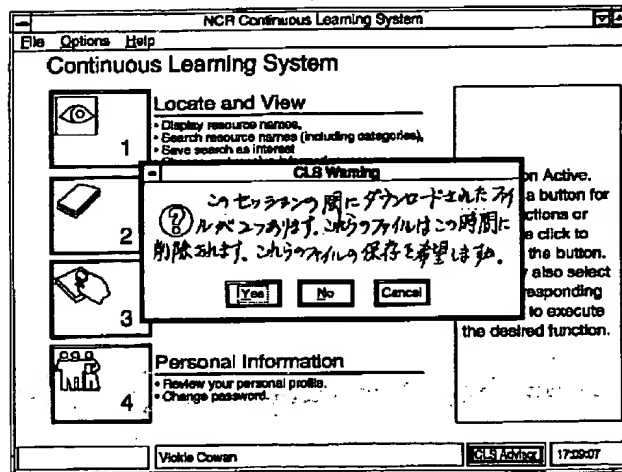 NCR Continuous Learning System
File Options Help
Continuous Learning System
1
Locate and View
• Display resource names,
• Search resource names (including categories),
• Save search as interest
CLS Warning
このセッションの間にダウンロードされたファイ
ルが2つあります。これらのファイルはこの時間に
削除されます。これらのファイルの保存を希望しますか。
Yes No Cancel
2
3
4
Personal Information
• Review your personal profile.
• Change password.
on Active.
a button for
ctions or
click to
the button.
also select
esponding
to execute
the desired function.
Vickie Cowan
CLS Advisor
17:09:07